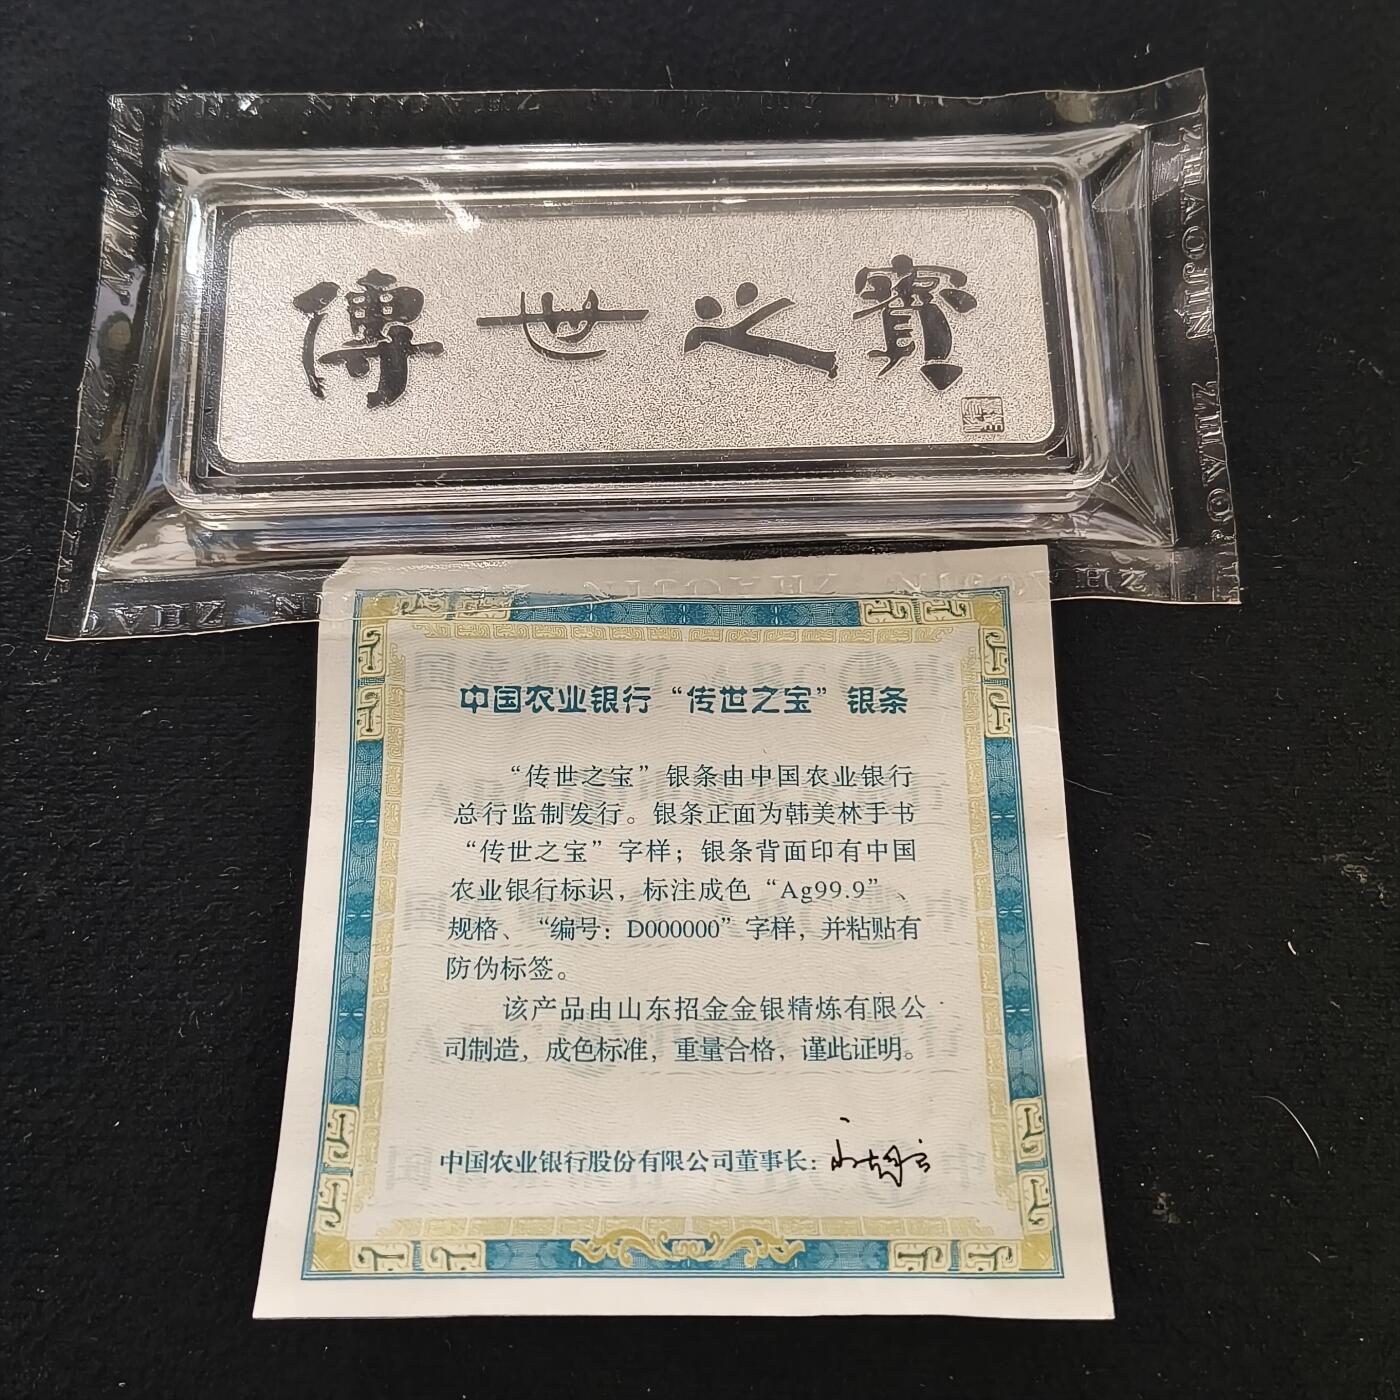 傳世之寶
ZHAOJIN ZHAOJIN
中国农业银行“传世之宝”银条
“传世之宝”银条由中国农业银行
总行监制发行。银条正面为韩美林手书
“传世之宝”字样；银条背面印有中国
农业银行标识，标注成色“Ag99.9”、
规格、“编号：D000000”字样，并粘贴有
防伪标签。
该产品由山东招金金银精炼有限公
司制造，成色标准，重量合格，谨此证明。
中国农业银行股份有限公司董事长：